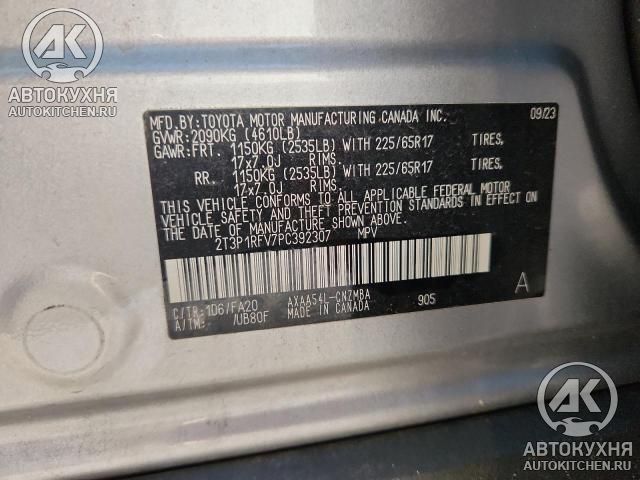 AK
АВТОКУХНЯ
AUTOKITCHEN.RU
MFD.BY:TOYOTA MOTOR MANUFACTURING CANADA INC. 09/23
GVWR:2090KG (4610LB)
GAWR:FRT. 1150KG (2535LB) WITH 225/65R17 TIRES,
17x7.0J RIMS.
RR. 1150KG (2535LB) WITH 225/65R17 TIRES,
17x7.0J RIMS.
THIS VEHICLE CONFORMS TO ALL APPLICABLE FEDERAL MOTOR
VEHICLE SAFETY AND THEFT PREVENTION STANDARDS IN EFFECT
ON THE DATE OF MANUFACTURE SHOWN ABOVE.
2T3P1RFV7PC392307 MPV
C/TR:1D6/FA20 AXAA54L-CNZMBA 905 A
A/TM: /UB80F MADE IN CANADA
AK
АВТОКУХНЯ
AUTOKITCHEN.RU